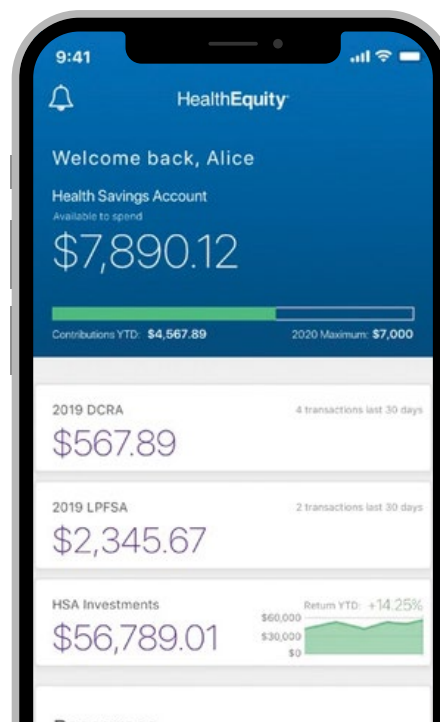 9:41
HealthEquity
Welcome back, Alice
Health Savings Account
Available to spend
$7,890.12
Contributions YTD: $4,567.89 2020 Maximum: $7,000
2019 DCRA 4 transactions last 30 days
$567.89
2019 LPFSA 2 transactions last 30 days
$2,345.67
HSA Investments Return YTD: +14.25%
$56,789.01
$60,000
$30,000
$0